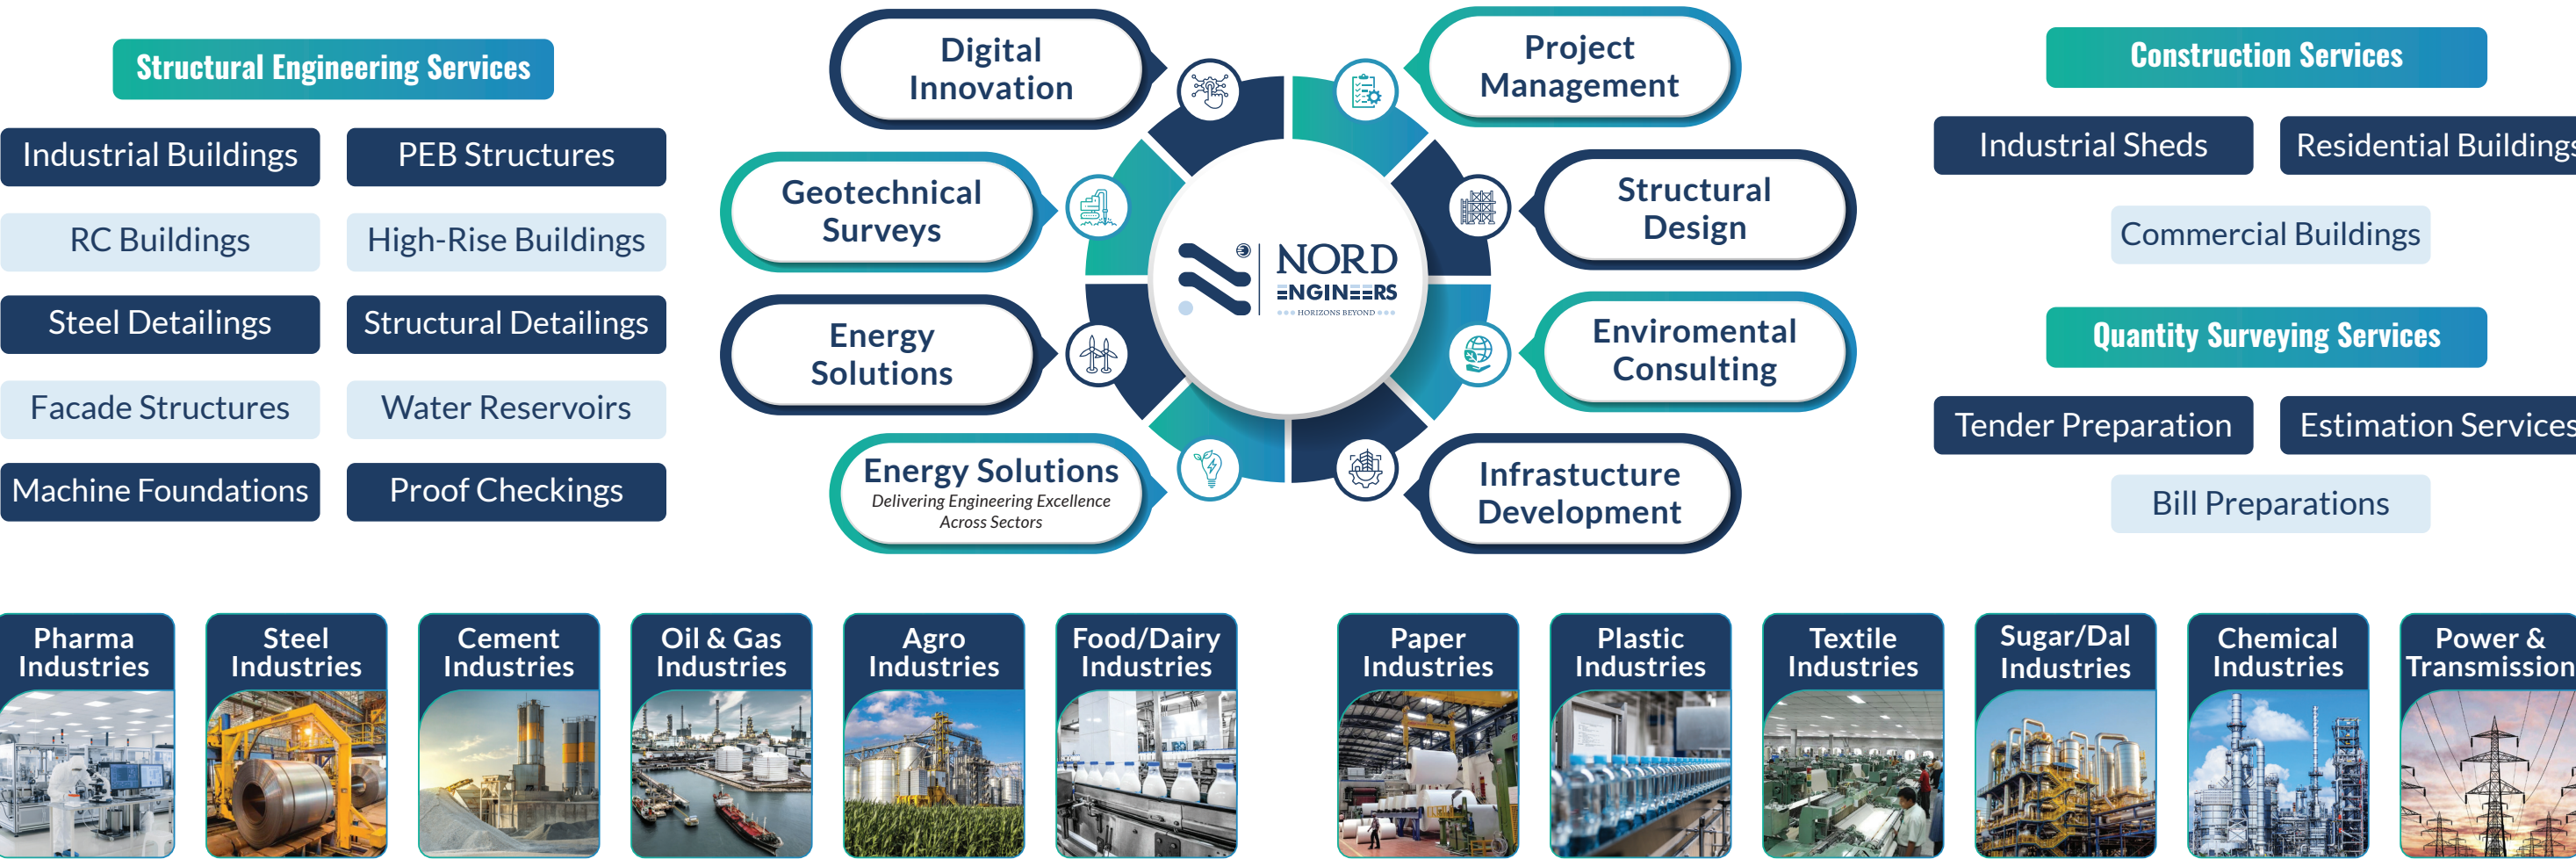 Structural Engineering Services
Industrial Buildings
PEB Structures
RC Buildings
High-Rise Buildings
Steel Detailings
Structural Detailings
Facade Structures
Water Reservoirs
Machine Foundations
Proof Checkings
Digital
Innovation
Geotechnical
Surveys
Energy
Solutions
Energy Solutions
Delivering Engineering Excellence
Across Sectors
NORD
ENGINEERS
HORIZONS BEYOND
Project
Management
Structural
Design
Enviromental
Consulting
Infrastucture
Development
Construction Services
Industrial Sheds
Residential Buildings
Commercial Buildings
Quantity Surveying Services
Tender Preparation
Estimation Services
Bill Preparations
Pharma
Industries
Steel
Industries
Cement
Industries
Oil & Gas
Industries
Agro
Industries
Food/Dairy
Industries
Paper
Industries
Plastic
Industries
Textile
Industries
Sugar/Dal
Industries
Chemical
Industries
Power &
Transmission